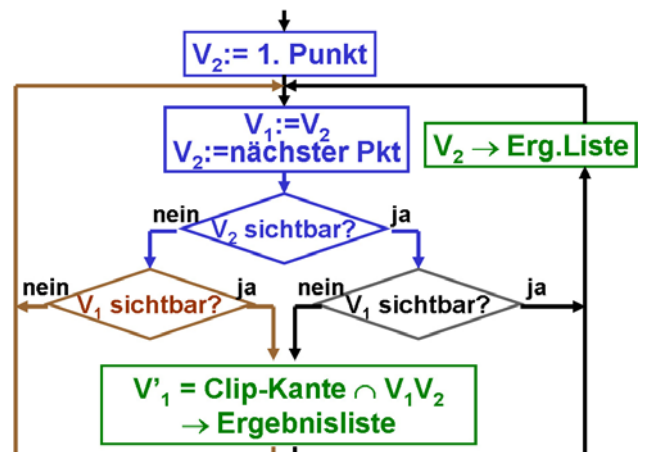 V₂:= 1. Punkt
V₁:=V₂
V₂:=nächster Pkt
V₂ → Erg.Liste
nein
V₂ sichtbar?
ja
nein
V₁ sichtbar?
ja
nein
V₁ sichtbar?
ja
V'₁ = Clip-Kante ∩ V₁V₂
→ Ergebnisliste